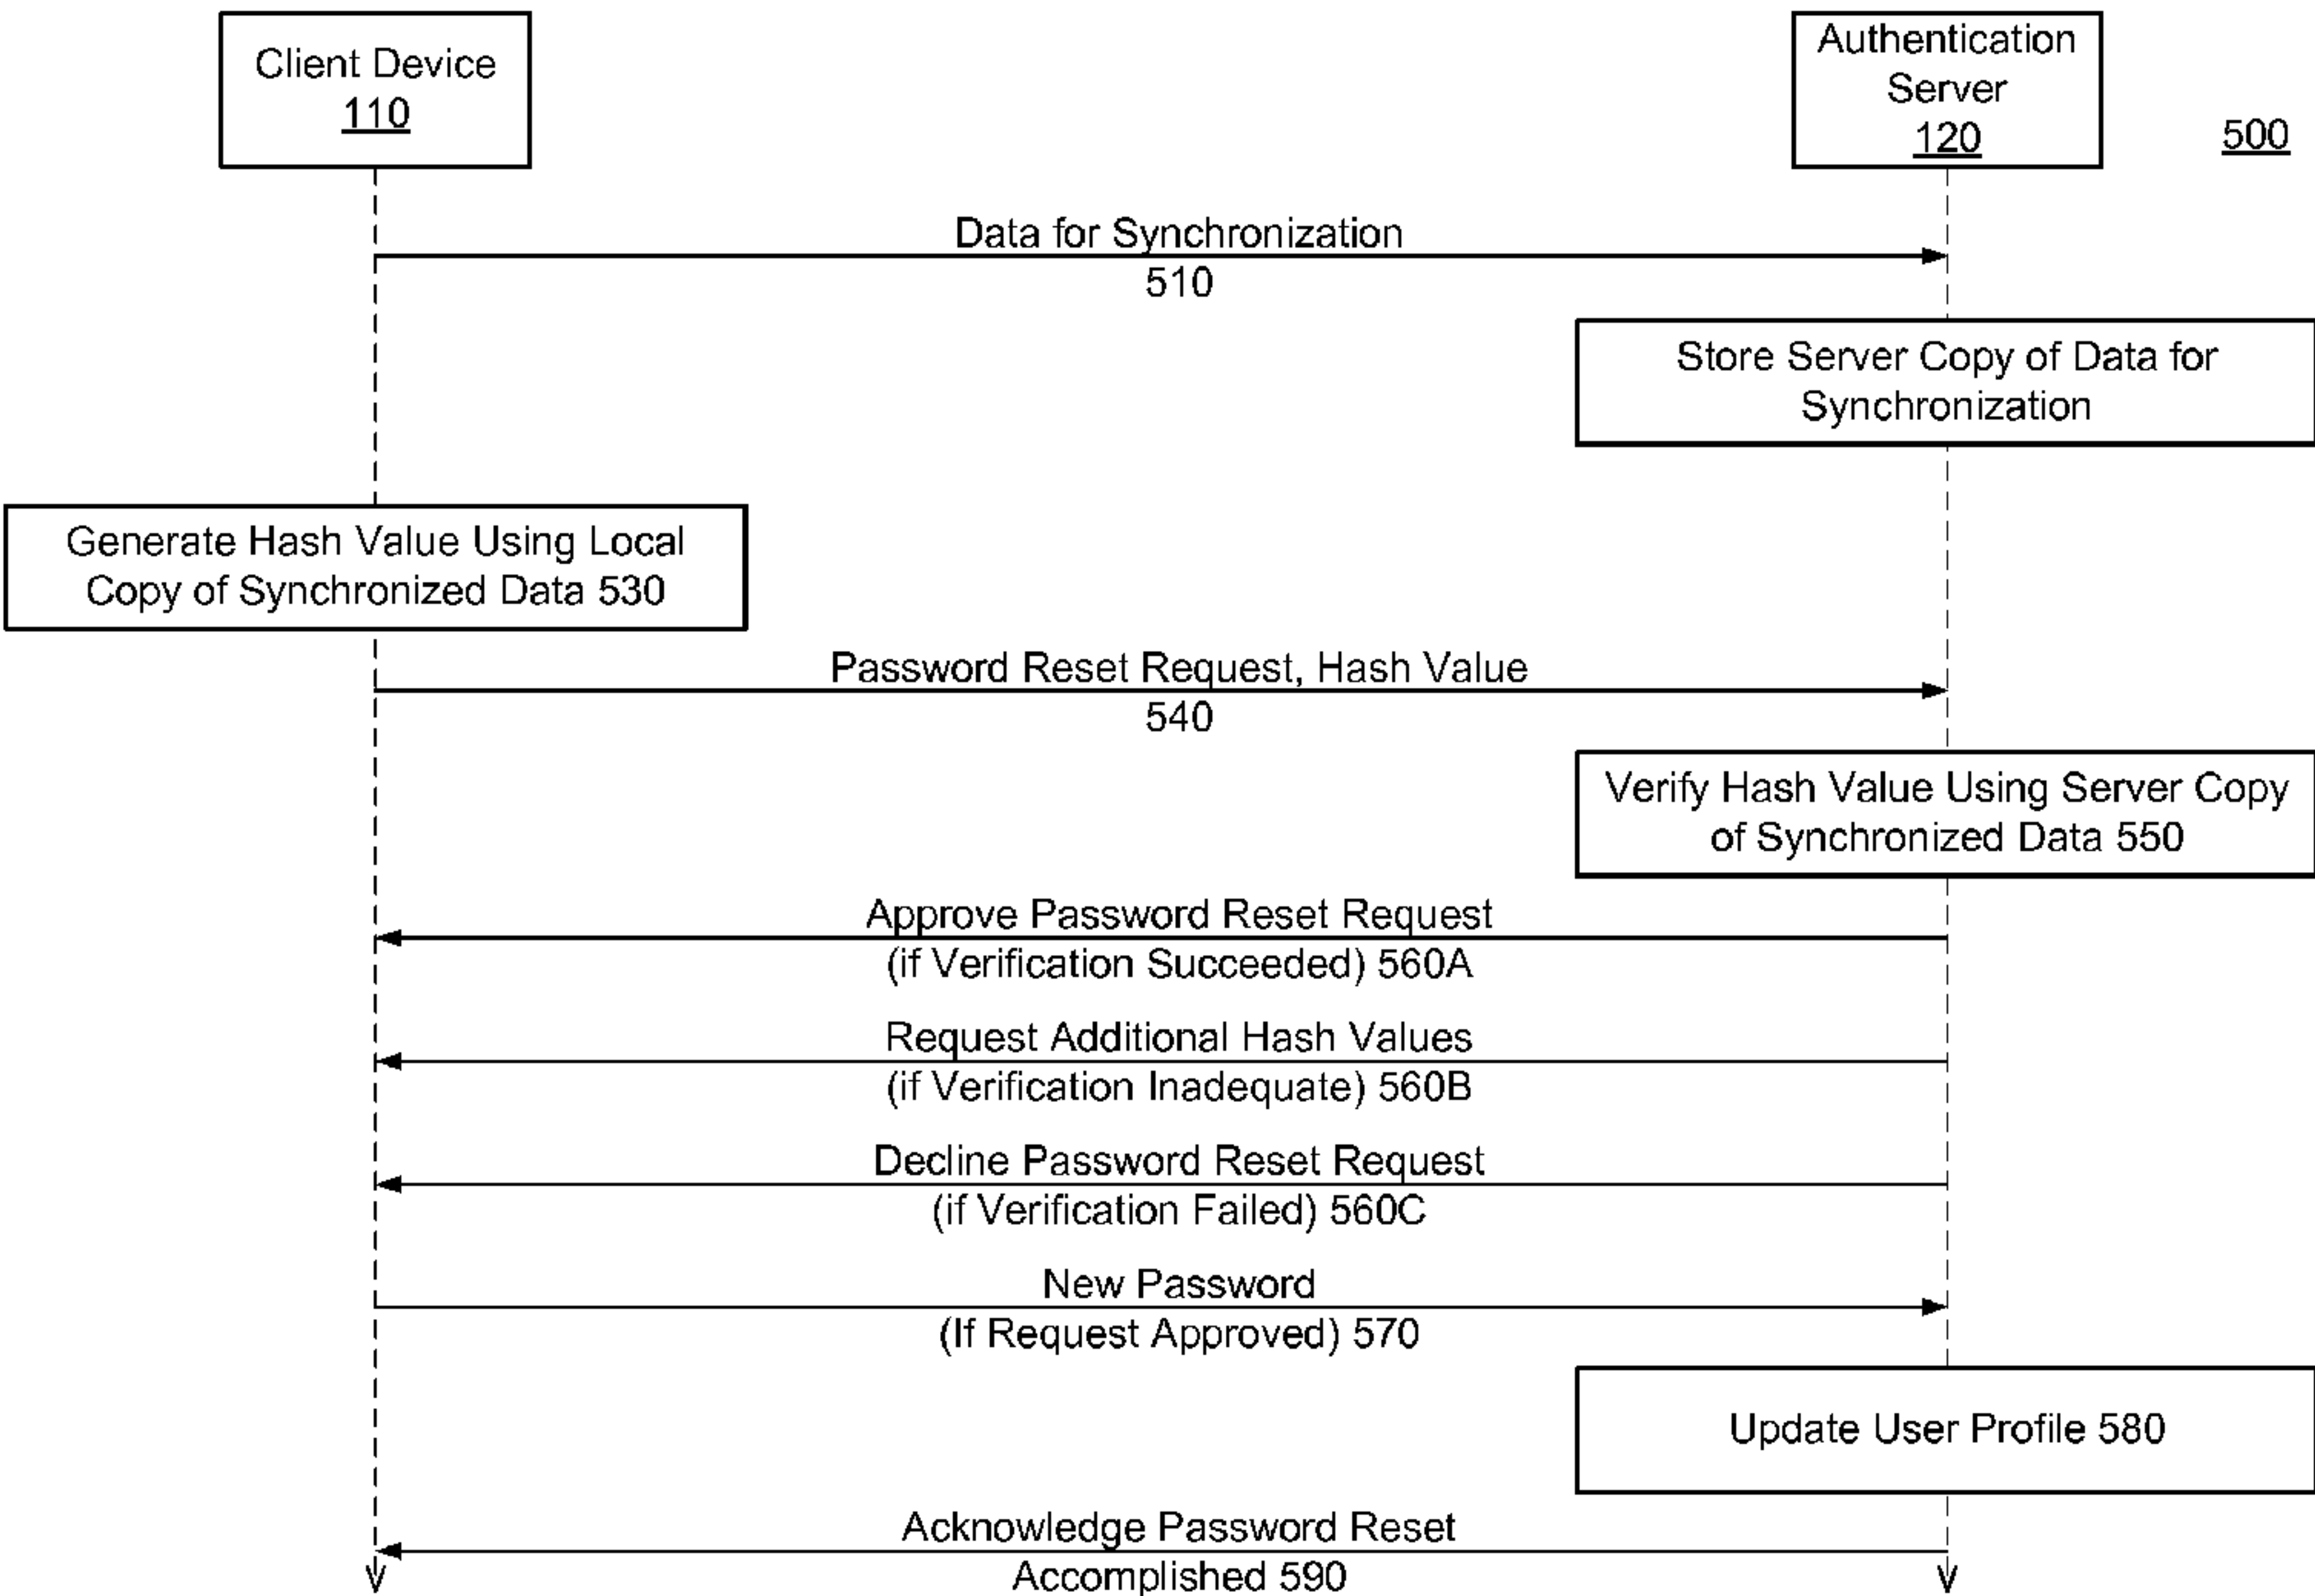 Client Device
110
Authentication
Server
120
500
Data for Synchronization
510
Store Server Copy of Data for
Synchronization
Generate Hash Value Using Local
Copy of Synchronized Data 530
Password Reset Request, Hash Value
540
Verify Hash Value Using Server Copy
of Synchronized Data 550
Approve Password Reset Request
(if Verification Succeeded) 560A
Request Additional Hash Values
(if Verification Inadequate) 560B
Decline Password Reset Request
(if Verification Failed) 560C
New Password
(If Request Approved) 570
Update User Profile 580
Acknowledge Password Reset
Accomplished 590